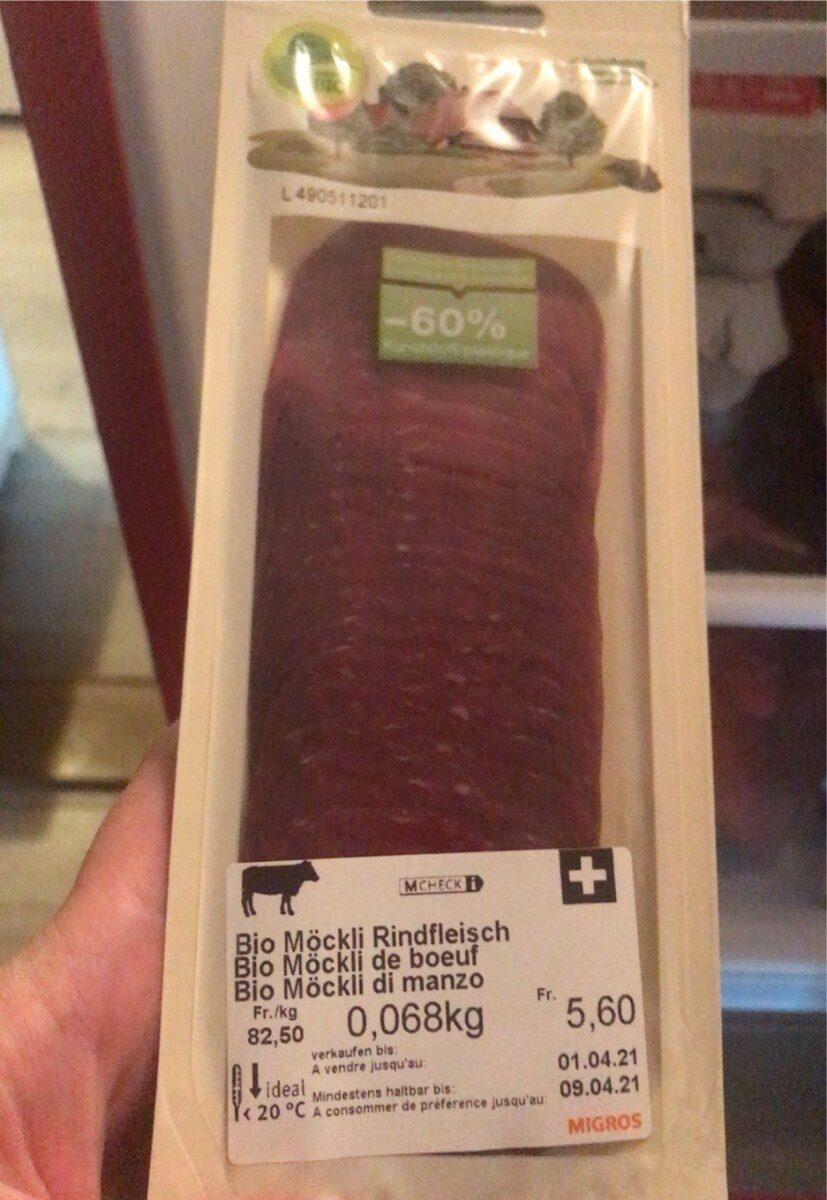 L 490511201
-60%
MCHECK i
Bio Möckli Rindfleisch
Bio Möckli de boeuf
Bio Möckli di manzo
Fr./kg
82,50
0,068kg
Fr.
5,60
verkaufen bis:
A vendre jusqu'au:
01.04.21
ideal
< 20 °C
Mindestens haltbar bis:
A consommer de préference jusqu'au:
09.04.21
MIGROS